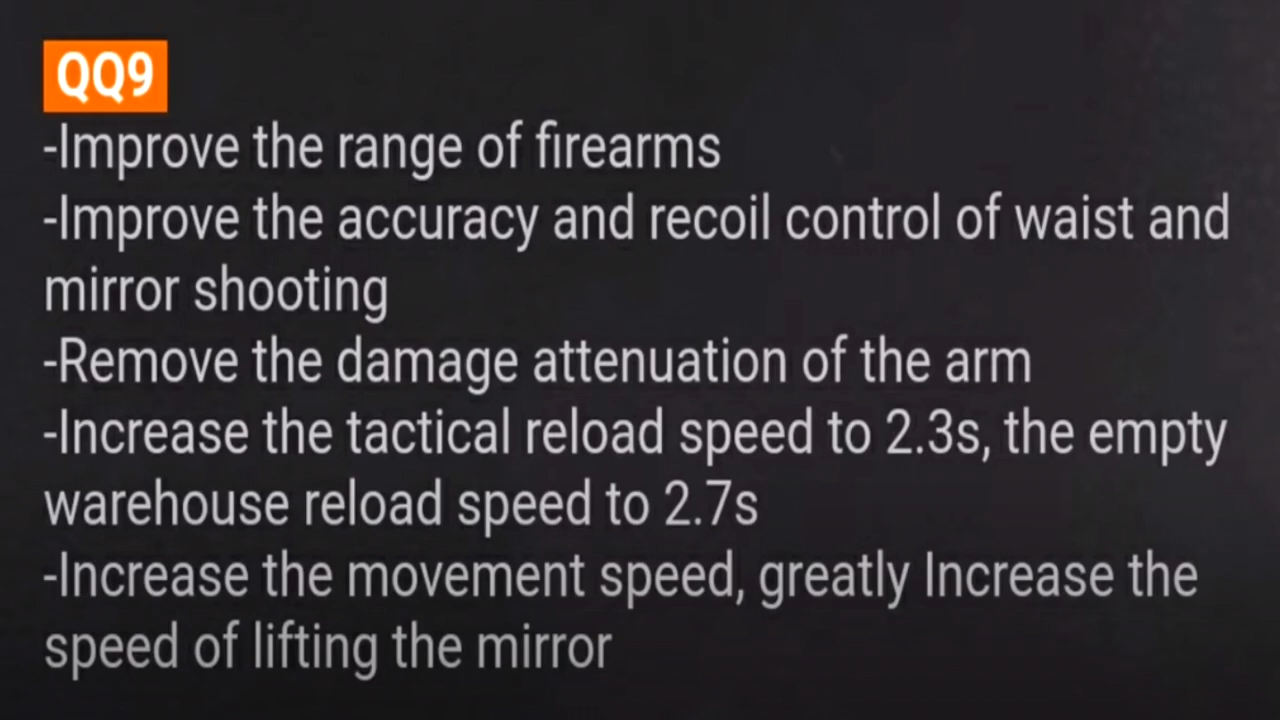 QQ9
-Improve the range of firearms
-Improve the accuracy and recoil control of waist and
mirror shooting
-Remove the damage attenuation of the arm
-Increase the tactical reload speed to 2.3s, the empty
warehouse reload speed to 2.7s
-Increase the movement speed, greatly Increase the
speed of lifting the mirror